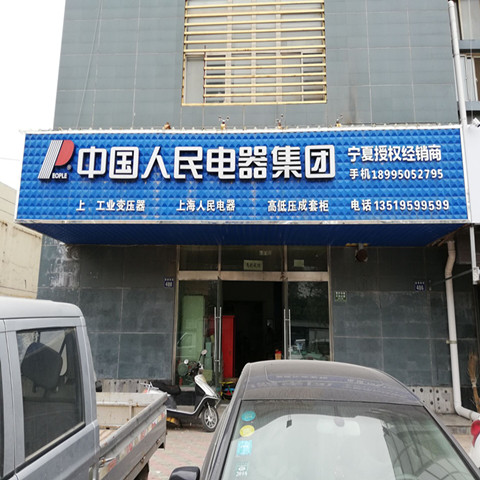 中国人民电器集团
宁夏授权经销商
手机18995052795
上 工业变压器 上海人民电器 高低压成套柜 电话13519599599